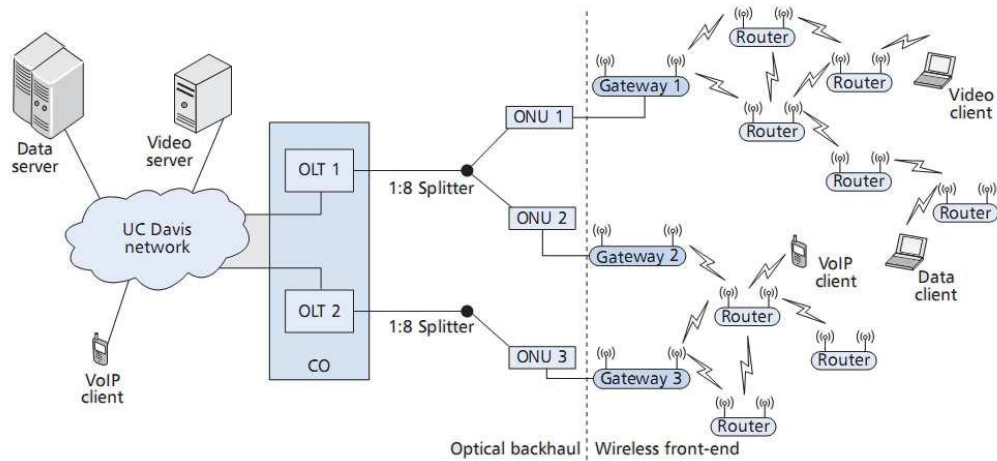 Data
server
Video
server
UC Davis
network
VoIP
client
OLT 1
OLT 2
CO
1:8 Splitter
1:8 Splitter
ONU 1
ONU 2
ONU 3
Optical backhaul
Wireless front-end
Gateway 1
Gateway 2
Gateway 3
Router
Router
Router
Router
Router
Video
client
Data
client
VoIP
client
Router
Router
Router